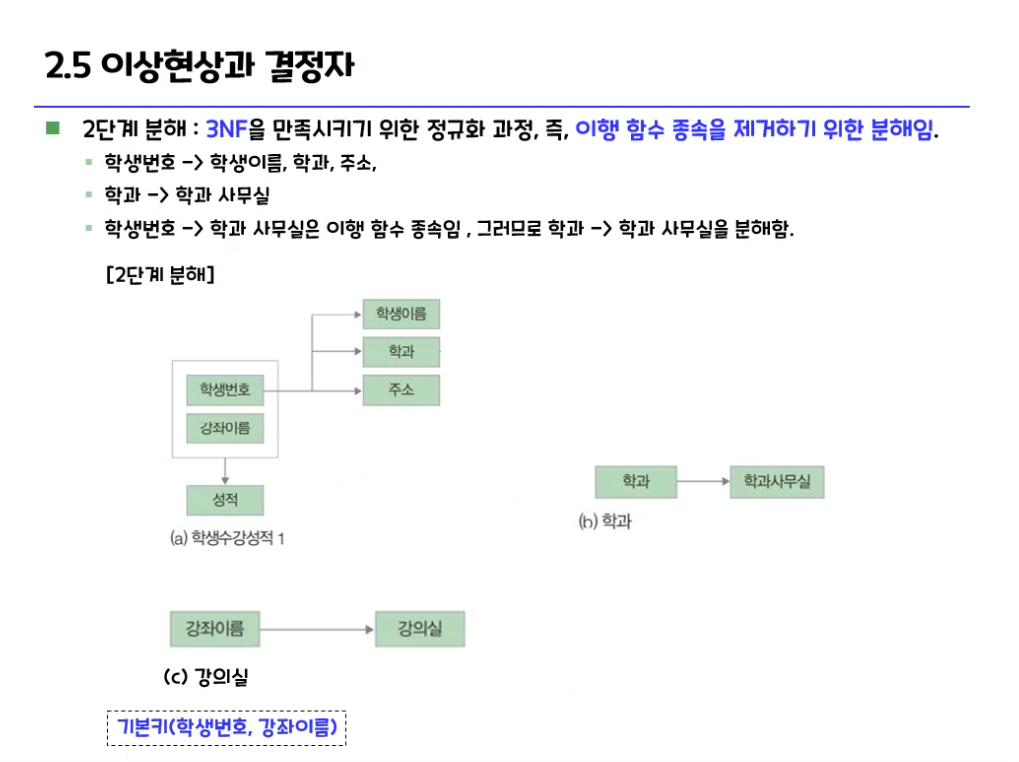 2.5 이상현상과 결정자
2단계 분해 : 3NF을 만족시키기 위한 정규화 과정, 즉, 이행 함수 종속을 제거하기 위한 분해임.
학생번호 -> 학생이름, 학과, 주소,
학과 -> 학과 사무실
학생번호 -> 학과 사무실은 이행 함수 종속임 , 그러므로 학과 -> 학과 사무실을 분해함.
[2단계 분해]
학생이름
학과
학생번호
주소
강좌이름
성적
(a) 학생수강성적 1
학과
학과사무실
(b) 학과
강좌이름
강의실
(c) 강의실
기본키(학생번호, 강좌이름)